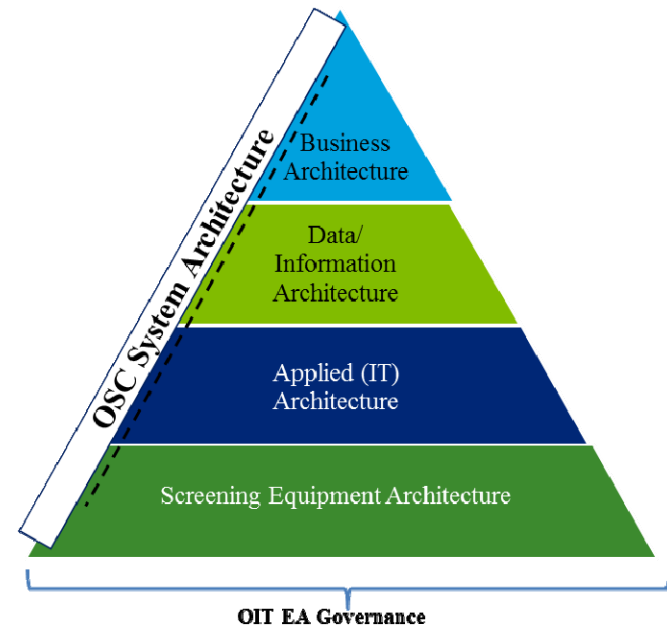 OSC System Architecture
Business
Architecture
Data/
Information
Architecture
Applied (IT)
Architecture
Screening Equipment Architecture
OIT EA Governance